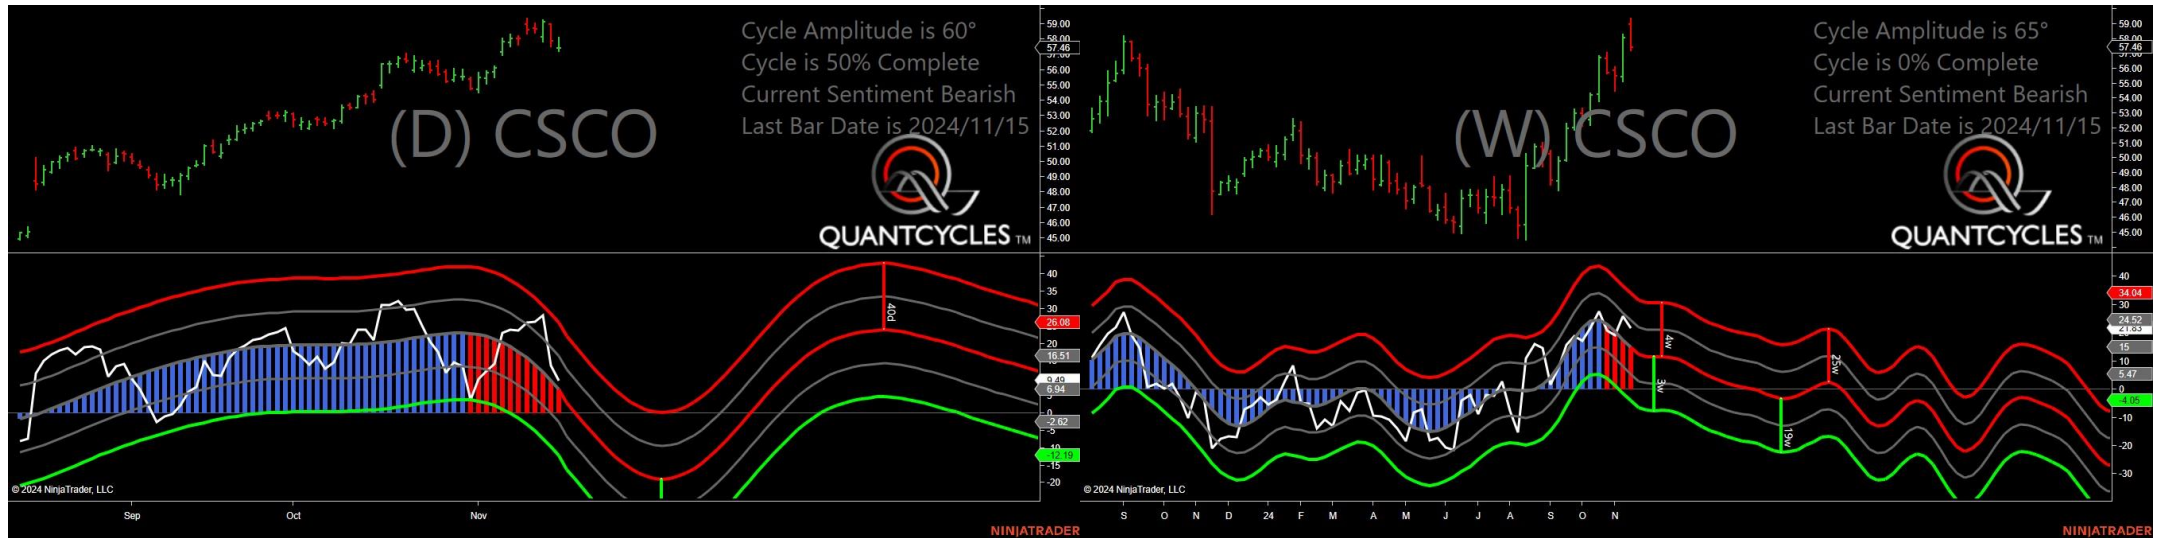 Cycle Amplitude is 60°
Cycle is 50% Complete
Current Sentiment Bearish
Last Bar Date is 2024/11/15
(D) CSCO
QUANTCYCLES TM
59.00
58.00
57.46
56.00
55.00
54.00
53.00
52.00
51.00
50.00
49.00
48.00
47.00
46.00
45.00
40d
40
35
30
26.08
20
16.51
9.49
6.94
0
-2.62
-5
-12.19
-15
-20
© 2024 NinjaTrader, LLC
Sep Oct Nov
NINJATRADER
Cycle Amplitude is 65°
Cycle is 0% Complete
Current Sentiment Bearish
Last Bar Date is 2024/11/15
(W) CSCO
QUANTCYCLES TM
59.00
58.00
57.46
56.00
55.00
54.00
53.00
52.00
51.00
50.00
49.00
48.00
47.00
46.00
45.00
4w
3w
25w
19w
40
34.04
30
24.52
21.83
15
10
5.47
0
-4.05
-10
-20
-30
© 2024 NinjaTrader, LLC
S O N D 24 F M A M J J A S O N
NINJATRADER